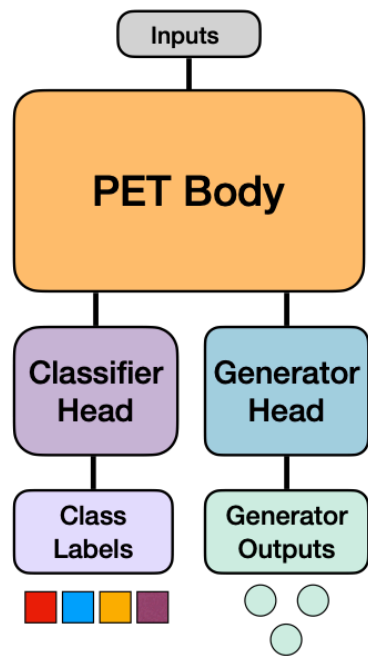 Inputs
PET Body
Classifier
Head
Generator
Head
Class
Labels
Generator
Outputs